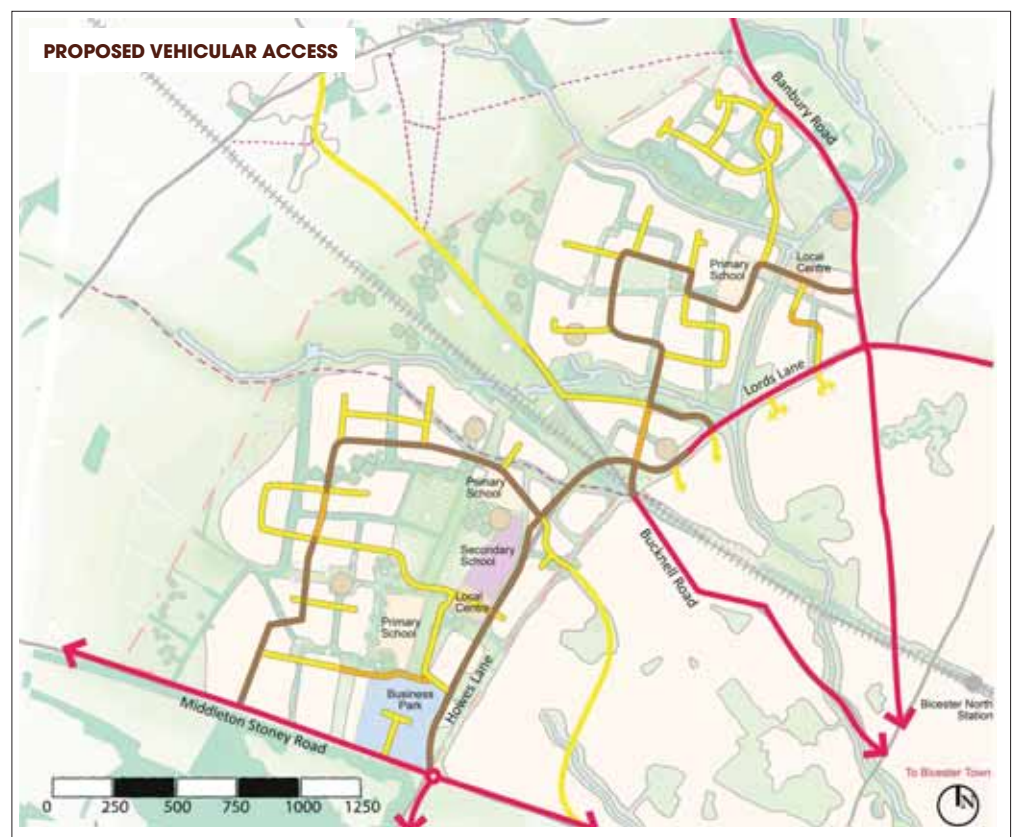 PROPOSED VEHICULAR ACCESS
Banbury Road
Primary
School
Local
Centre
Lords Lane
Primary
School
Secondary
School
Local
Centre
Primary
School
Bucknell Road
Howes Lane
Business
Park
Middleton Stoney Road
Bicester North
Station
To Bicester Town
0 250 500 750 1000 1250
N